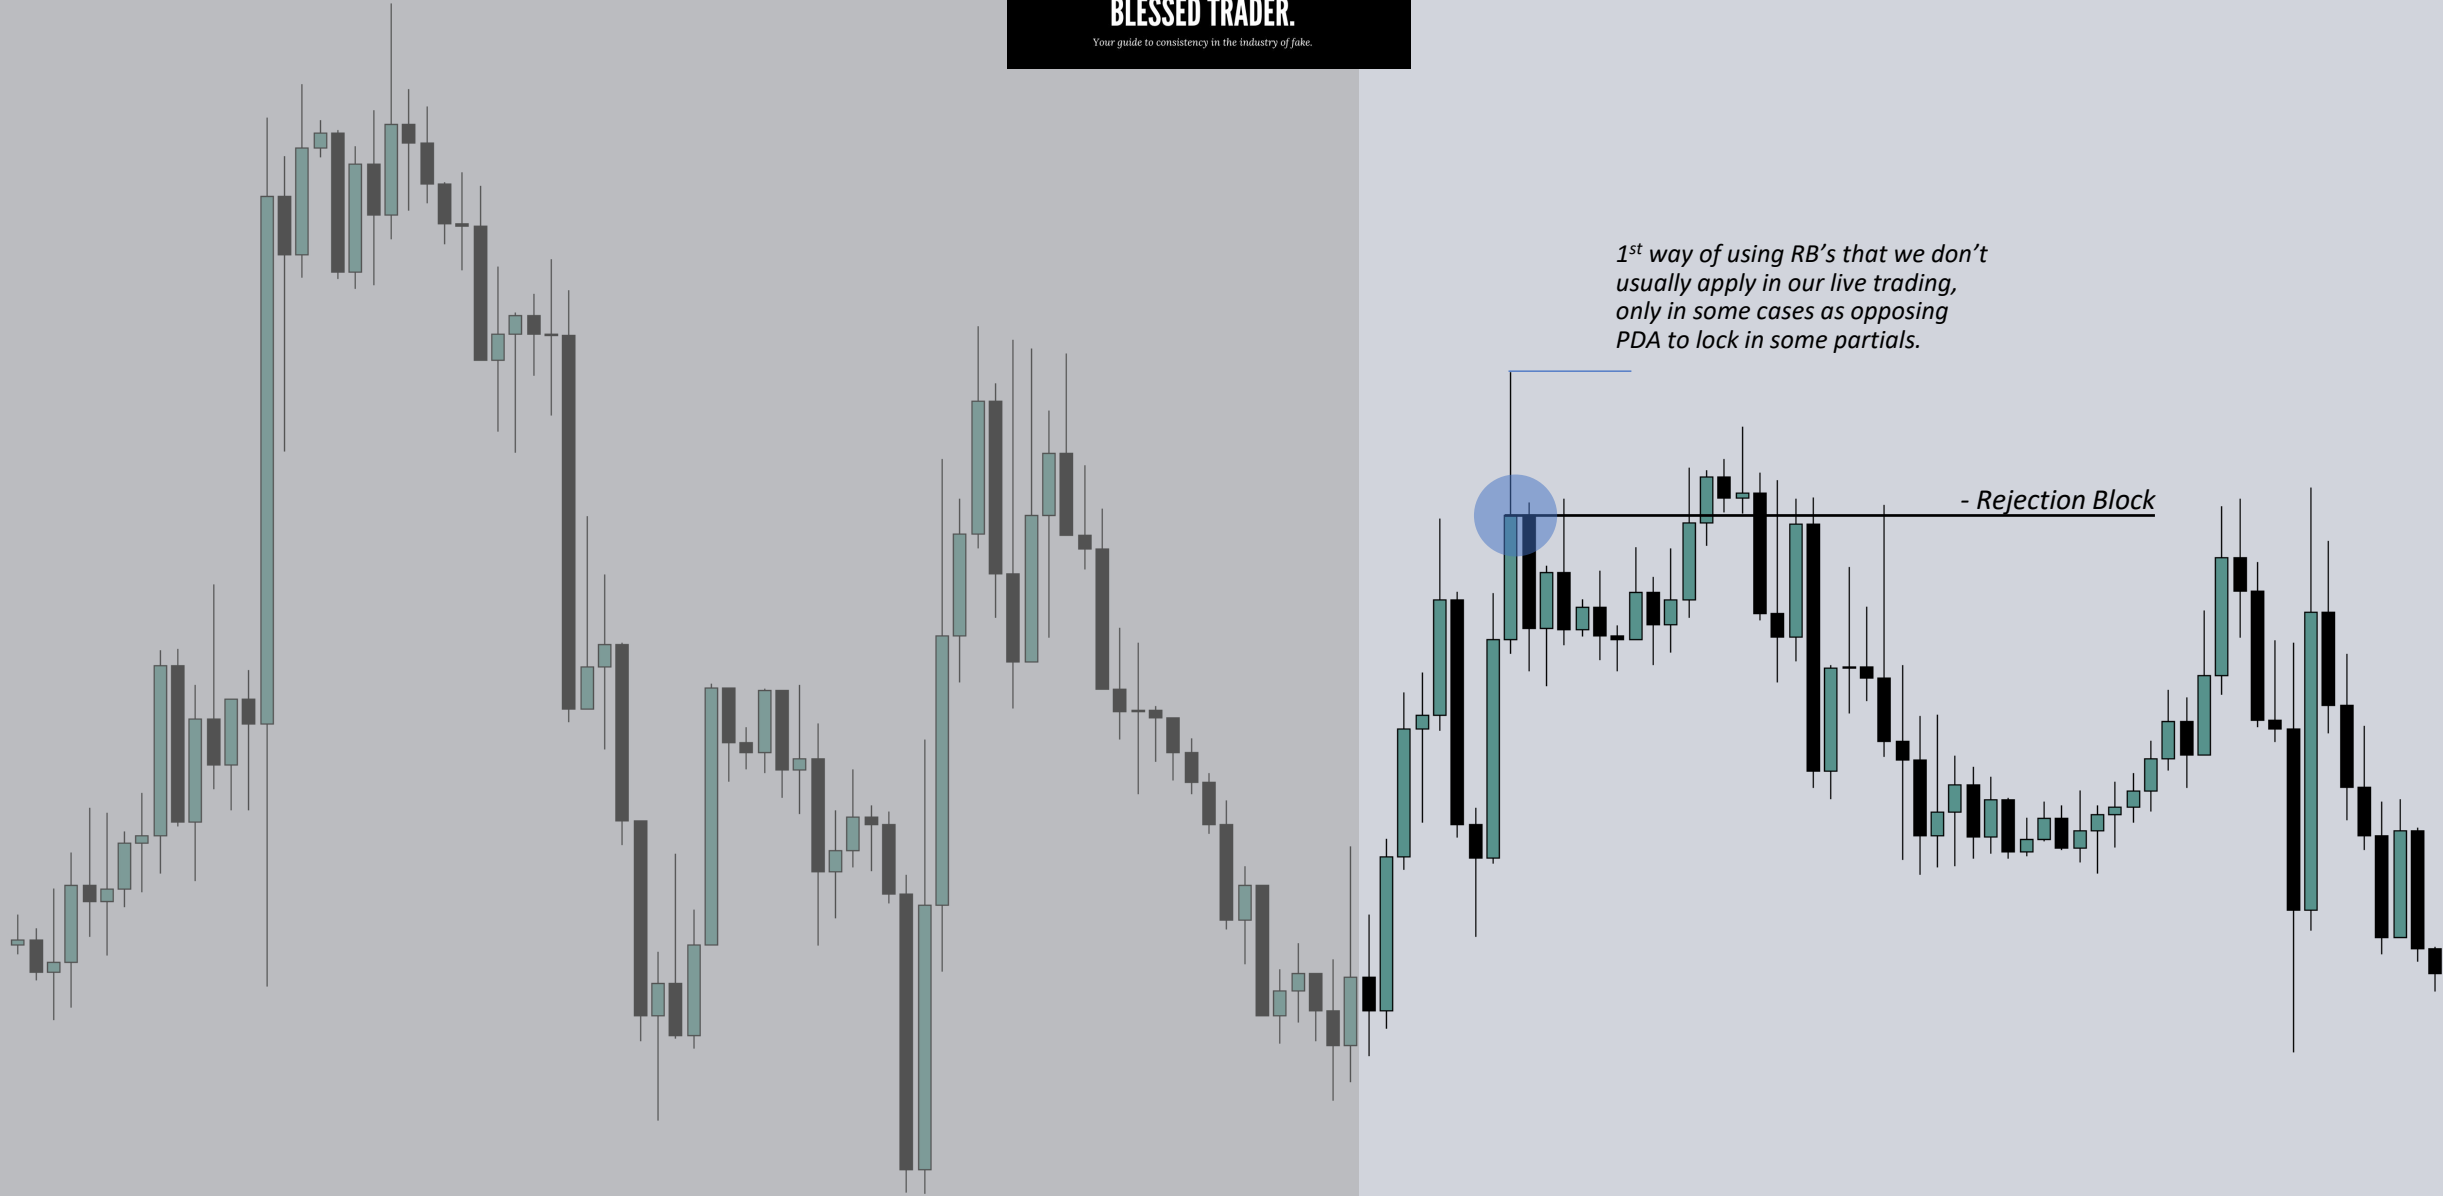 BLESSED TRADER.
Your guide to consistency in the industry of fake.
1st way of using RB's that we don't
usually apply in our live trading,
only in some cases as opposing
PDA to lock in some partials.
- Rejection Block